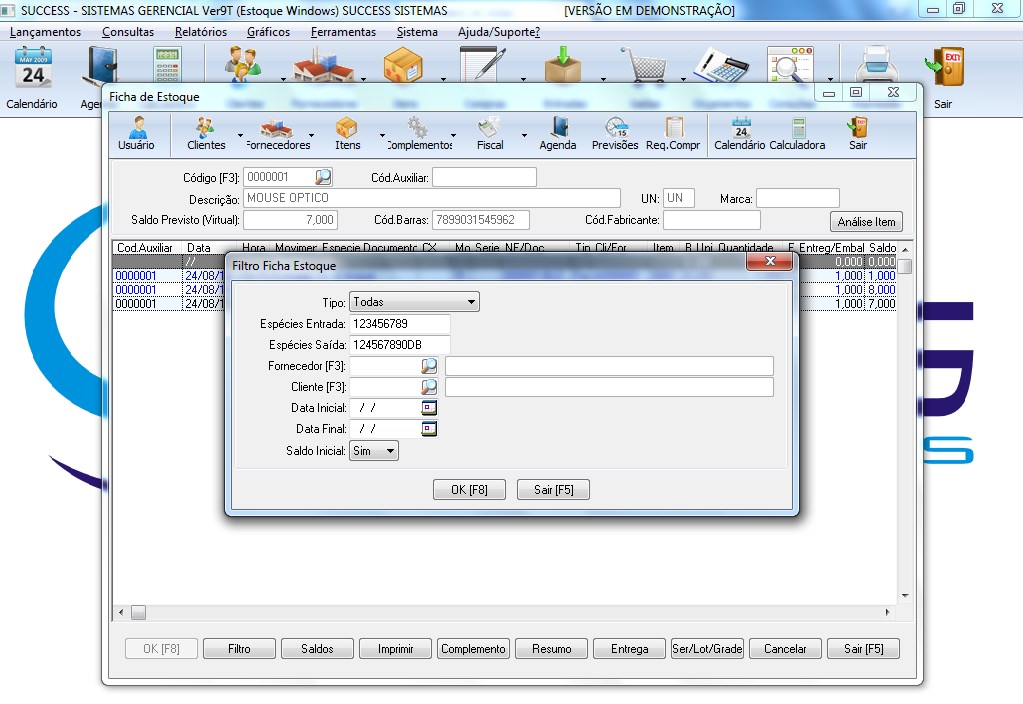 SUCCESS - SISTEMAS GERENCIAL Ver9T (Estoque Windows) SUCCESS SISTEMAS [VERSÃO EM DEMONSTRAÇÃO]
Lançamentos Consultas Relatórios Gráficos Ferramentas Sistema Ajuda/Suporte?
MAY 2009 24 EXIT
Calendário Agen Sair
Ficha de Estoque
24 15 EXIT
Usuário Clientes Fornecedores Itens Complementos Fiscal Agenda Previsões Req.Compr Calendário Calculadora Sair
Código [F3]: 0000001 Cód.Auxiliar:
Descrição: MOUSE OPTICO UN: UN Marca:
Saldo Previsto (Virtual): 7,000 Cód.Barras: 7899031545962 Cód.Fabricante: Análise Item
Cod.Auxiliar Data Hora Movimer Especie Documento CX Mo Serie NF/Doc Tip Cli/For Item B Uni Quantidade F Entreg/Embal Saldo
// 0,000 0,000
0000001 24/08/1 1,000 1,000
0000001 24/08/1 1,000 8,000
0000001 24/08/1 1,000 7,000
Filtro Ficha Estoque
Tipo: Todas
Espécies Entrada: 123456789
Espécies Saída: 124567890DB
Fornecedor [F3]:
Cliente [F3]:
Data Inicial: / /
Data Final: / /
Saldo Inicial: Sim
OK [F8] Sair [F5]
OK [F8] Filtro Saldos Imprimir Complemento Resumo Entrega Ser/Lot/Grade Cancelar Sair [F5]